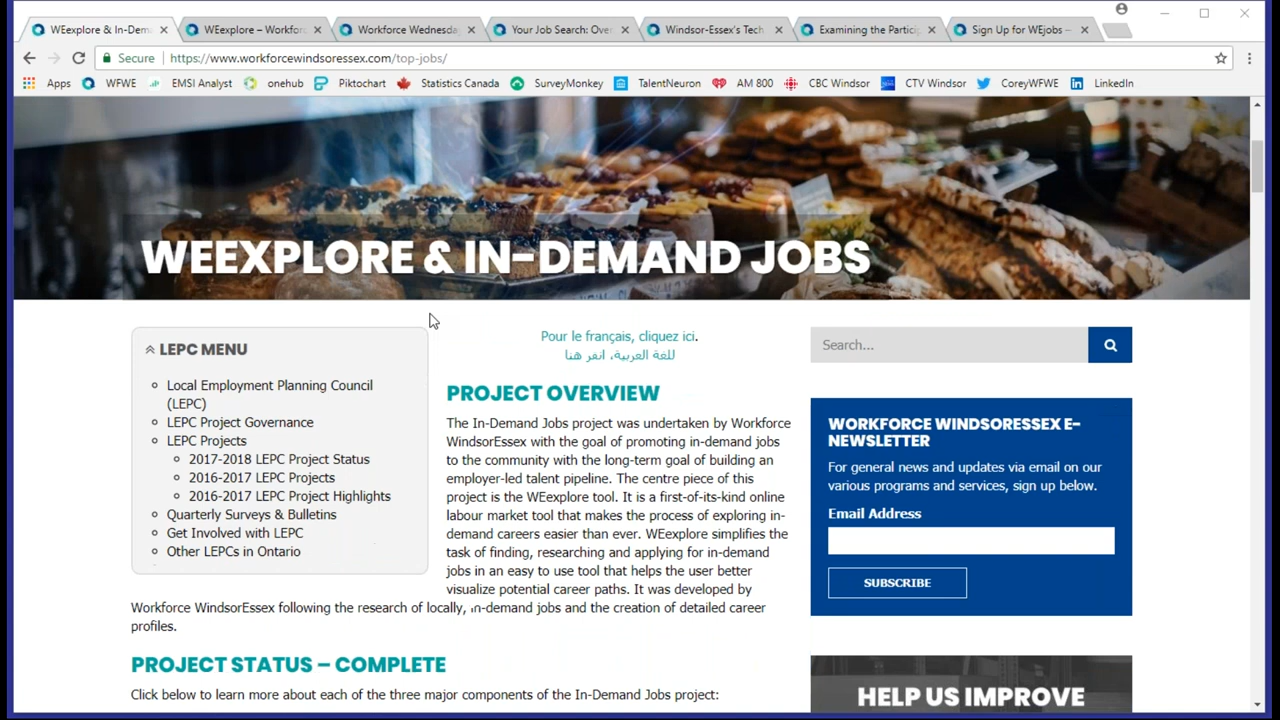 WEExplore & In-Dem
WEexplore – Workfor
Workforce Wednesda
Your Job Search: Ove
Windsor-Essex's Tech
Examining the Particip
Sign Up for WEjobs –
Secure
https://www.workforcewindsoressex.com/top-jobs/
Apps
WFWE
EMSI Analyst
onehub
Piktochart
Statistics Canada
SurveyMonkey
TalentNeuron
AM 800
CBC Windsor
CTV Windsor
CoreyWFWE
LinkedIn
WEEXPLORE & IN-DEMAND JOBS
LEPC MENU
Local Employment Planning Council
(LEPC)
LEPC Project Governance
LEPC Projects
2017-2018 LEPC Project Status
2016-2017 LEPC Projects
2016-2017 LEPC Project Highlights
Quarterly Surveys & Bulletins
Get Involved with LEPC
Other LEPCs in Ontario
Pour le français, cliquez ici.
للغة العربية، انقر هنا
PROJECT OVERVIEW
The In-Demand Jobs project was undertaken by Workforce
WindsorEssex with the goal of promoting in-demand jobs
to the community with the long-term goal of building an
employer-led talent pipeline. The centre piece of this
project is the WEexplore tool. It is a first-of-its-kind online
labour market tool that makes the process of exploring in-
demand careers easier than ever. WEexplore simplifies the
task of finding, researching and applying for in-demand
jobs in an easy to use tool that helps the user better
visualize potential career paths. It was developed by
Workforce WindsorEssex following the research of locally, in-demand jobs and the creation of detailed career
profiles.
PROJECT STATUS – COMPLETE
Click below to learn more about each of the three major components of the In-Demand Jobs project:
Search...
WORKFORCE WINDSORESSEX E-
NEWSLETTER
For general news and updates via email on our
various programs and services, sign up below.
Email Address
SUBSCRIBE
HELP US IMPROVE